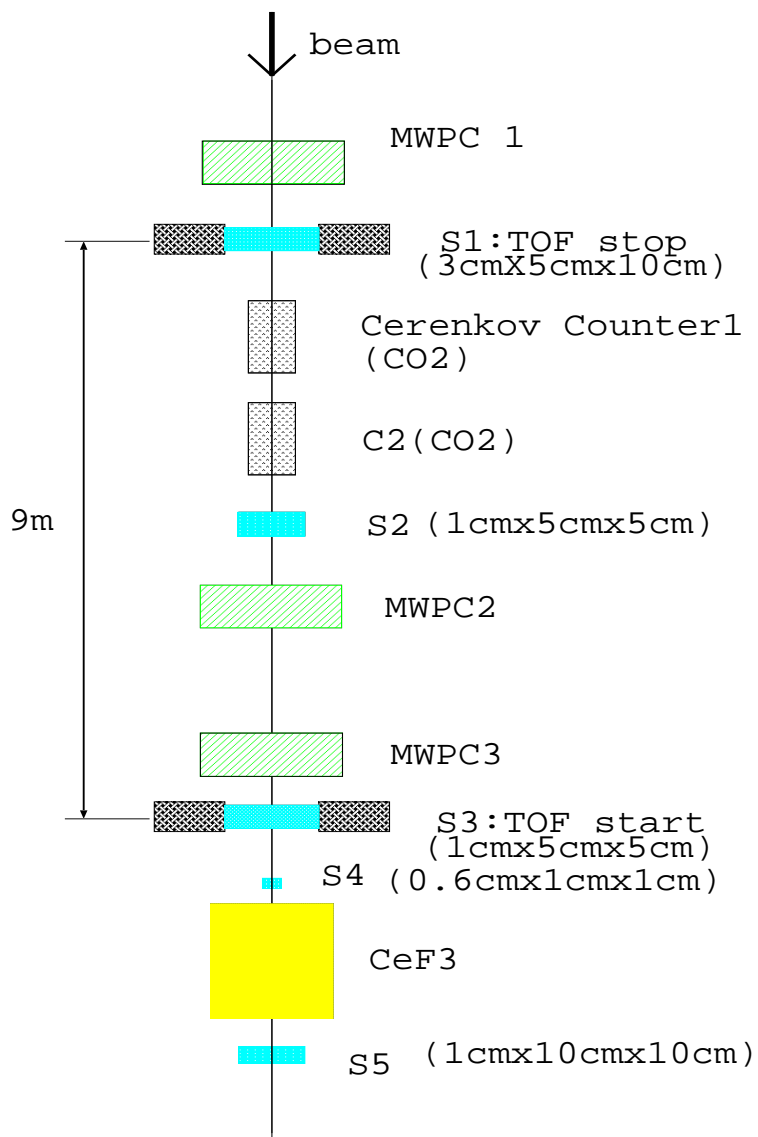 beam
MWPC 1
S1:TOF stop
(3cmX5cmx10cm)
Cerenkov Counter1
(CO2)
C2(CO2)
9m
S2 (1cmx5cmx5cm)
MWPC2
MWPC3
S3:TOF start
(1cmx5cmx5cm)
S4 (0.6cmx1cmx1cm)
CeF3
S5 (1cmx10cmx10cm)